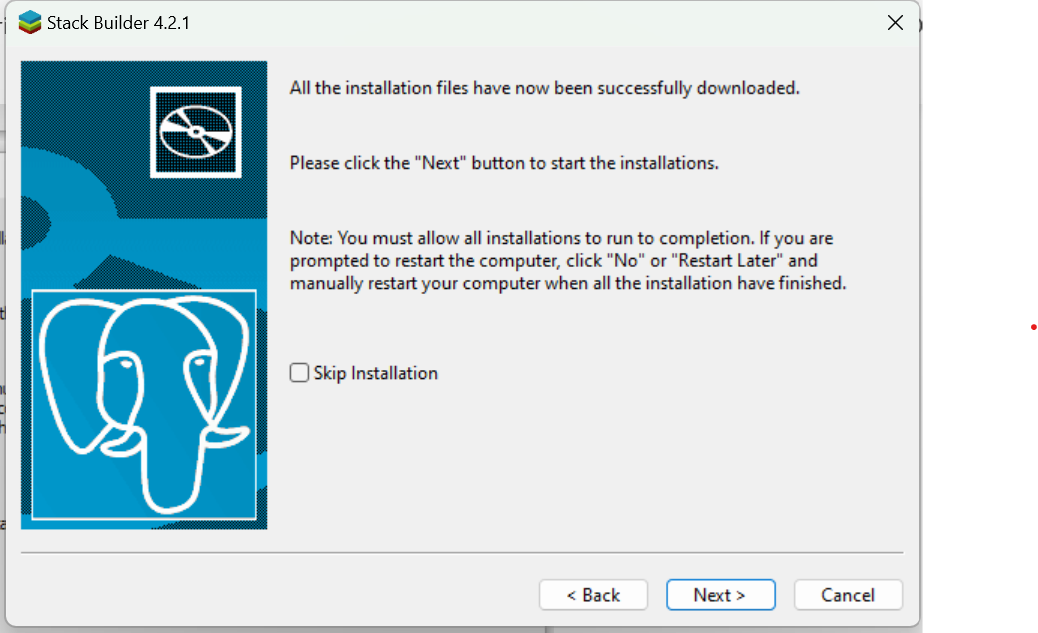 Stack Builder 4.2.1
All the installation files have now been successfully downloaded.
Please click the "Next" button to start the installations.
Note: You must allow all installations to run to completion. If you are
prompted to restart the computer, click "No" or "Restart Later" and
manually restart your computer when all the installation have finished.
Skip Installation
< Back
Next >
Cancel